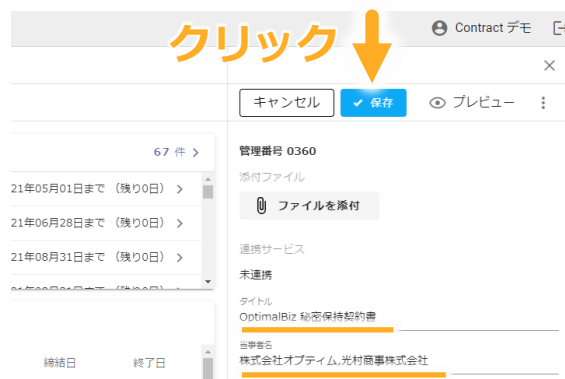 クリック
Contract デモ
キャンセル
保存
プレビュー
67 件
管理番号 0360
添付ファイル
21年05月01日まで （残り0日）
ファイルを添付
21年06月28日まで （残り0日）
連携サービス
21年08月31日まで （残り0日）
未連携
タイトル
OptimalBiz 秘密保持契約書
当事者名
締結日
終了日
株式会社オプティム,光村商事株式会社